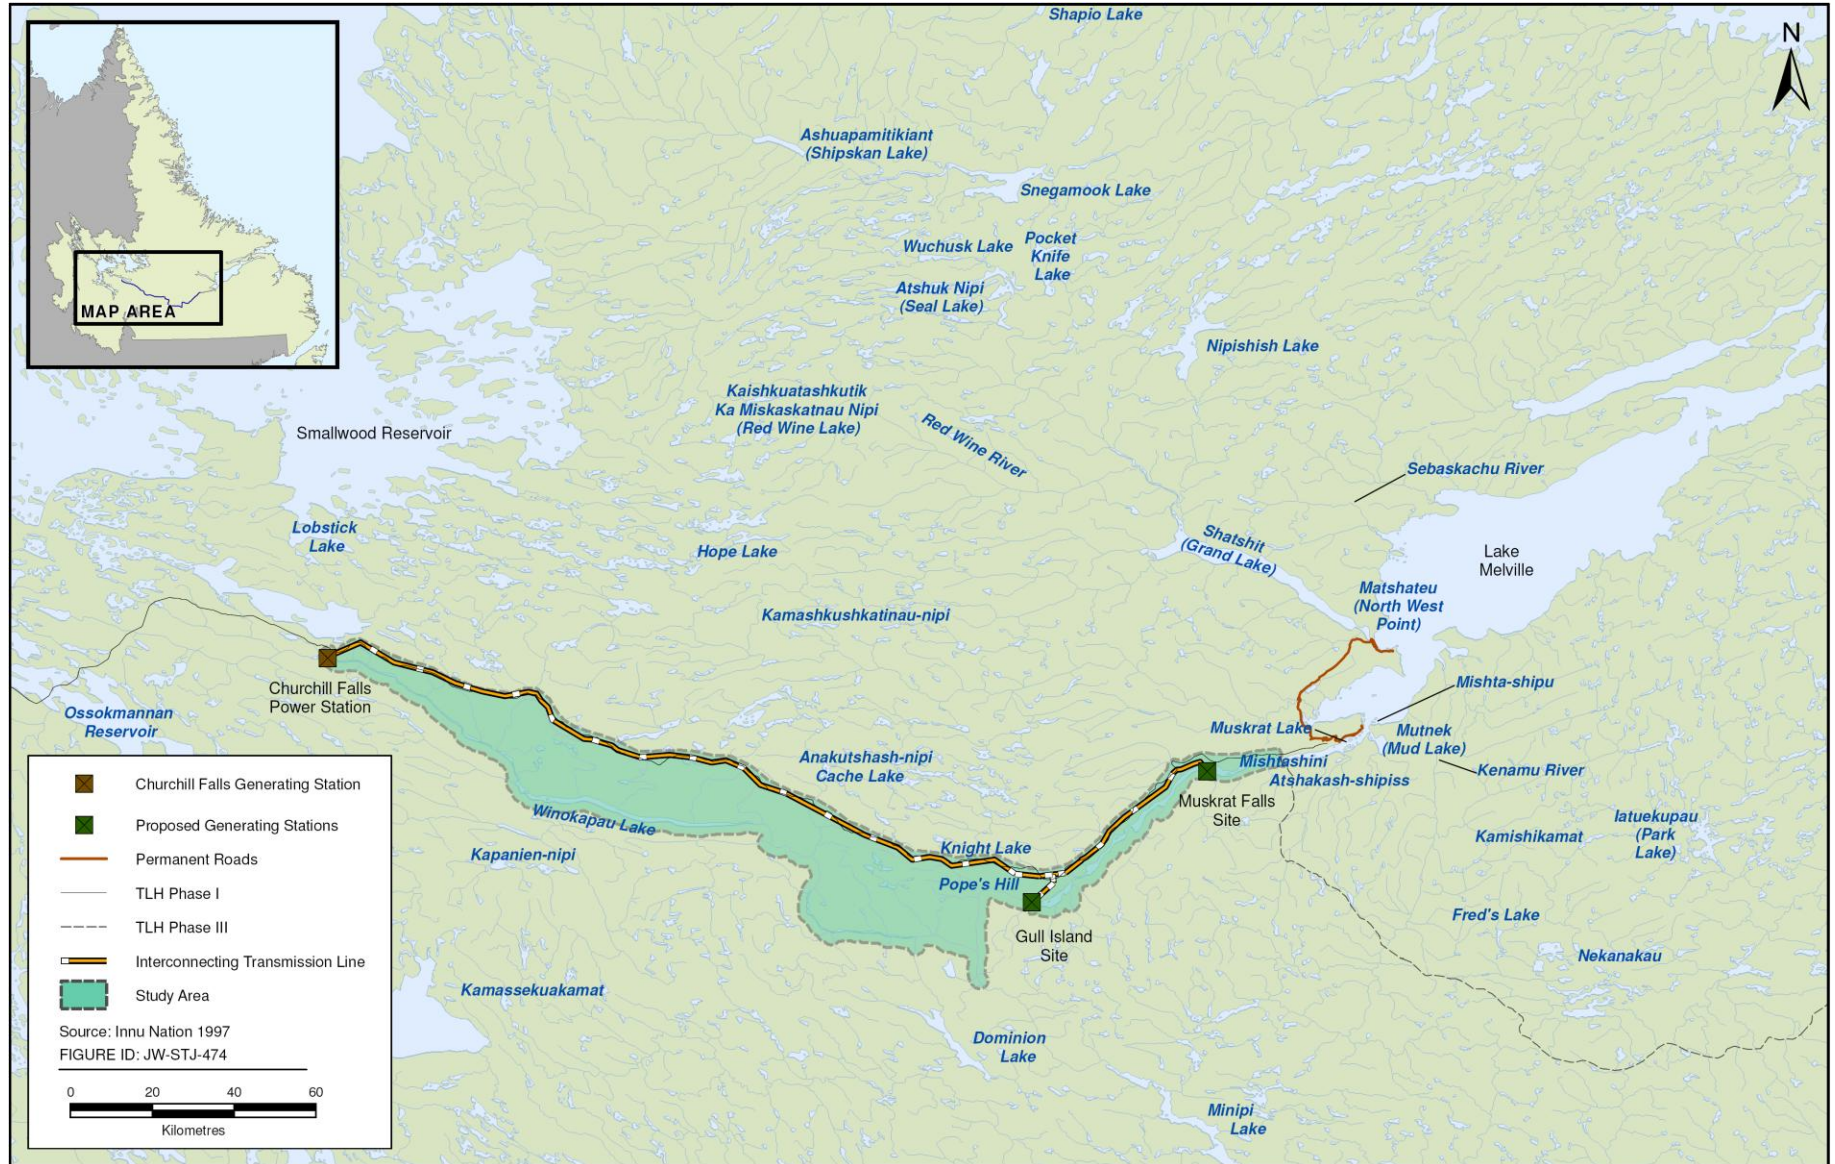 Shapio Lake
N
Ashuapamitikiant
(Shipskan Lake)
Snegamook Lake
Wuchusk Lake
Pocket
Knife
Lake
Atshuk Nipi
(Seal Lake)
MAP AREA
Nipishish Lake
Kaishkuatashkutik
Ka Miskaskatnau Nipi
(Red Wine Lake)
Red Wine River
Smallwood Reservoir
Sebaskachu River
Lobstick
Lake
Hope Lake
Shatshit
(Grand Lake)
Lake
Melville
Matshateu
(North West
Point)
Kamashkushkatinau-nipi
Churchill Falls
Power Station
Mishta-shipu
Ossokmannan
Reservoir
Muskrat Lake
Mutnek
(Mud Lake)
Anakutshash-nipi
Cache Lake
Mishtashini
Atshakash-shipiss
Kenamu River
Muskrat Falls
Site
Winokapau Lake
Kapanien-nipi
Knight Lake
Pope's Hill
Kamishikamat
Iatuekupau
(Park
Lake)
Gull Island
Site
Fred's Lake
Nekanakau
Kamassekuakamat
Dominion
Lake
Minipi
Lake
Churchill Falls Generating Station
Proposed Generating Stations
Permanent Roads
TLH Phase I
TLH Phase III
Interconnecting Transmission Line
Study Area
Source: Innu Nation 1997
FIGURE ID: JW-STJ-474
0 20 40 60
Kilometres